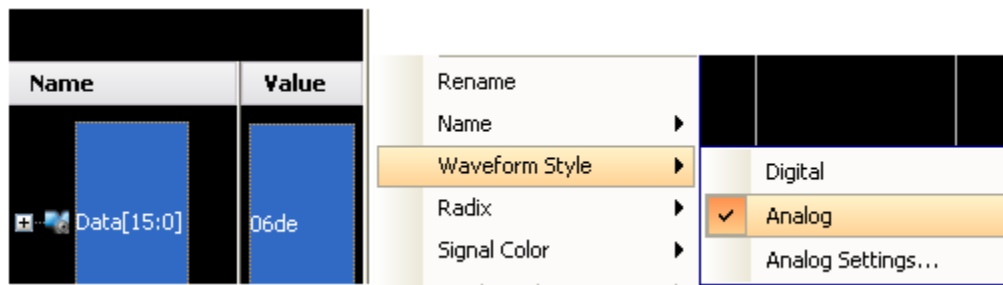 Name Value
Data[15:0] 06de
Rename
Name
Waveform Style
Radix
Signal Color
Digital
Analog
Analog Settings...